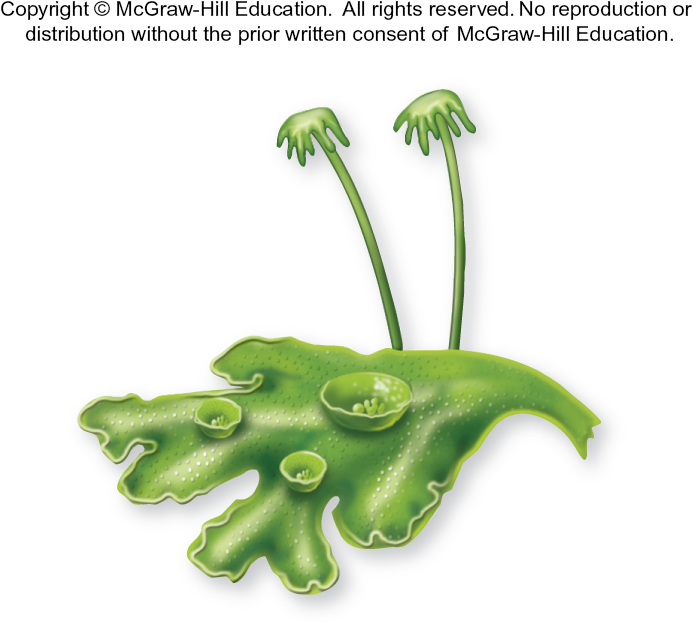 Copyright © McGraw-Hill Education.  All rights reserved. No reproduction or
distribution without the prior written consent of McGraw-Hill Education.